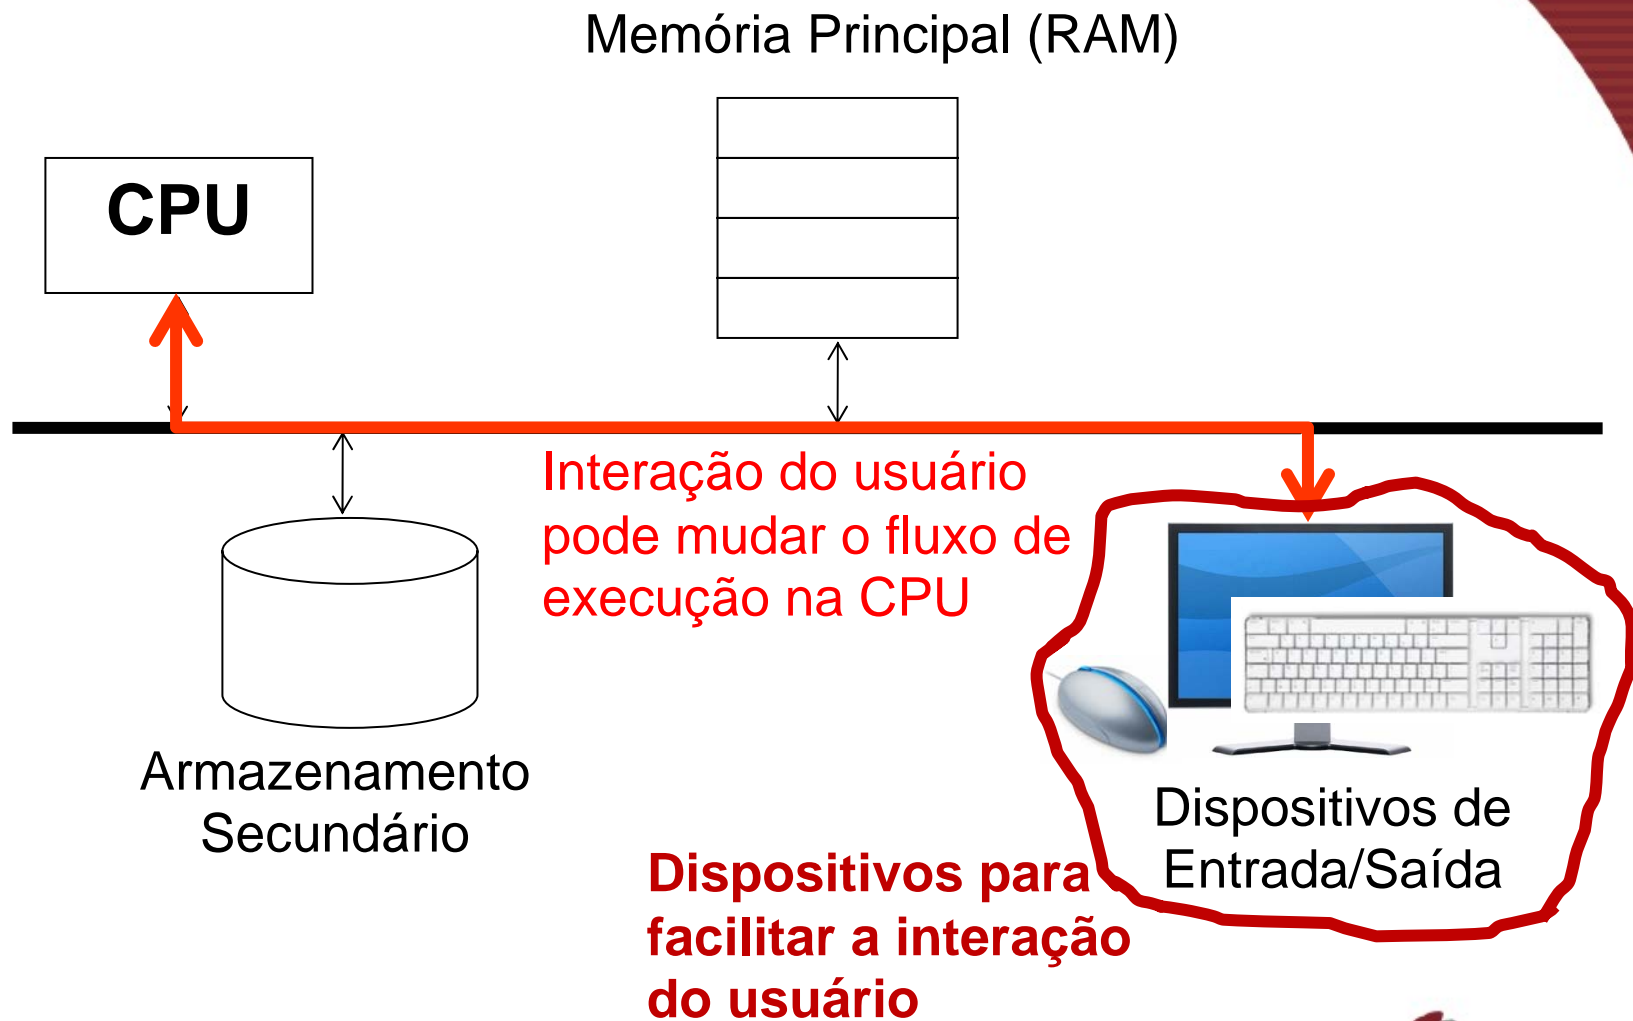 Memória Principal (RAM)
CPU
Interação do usuário
pode mudar o fluxo de
execução na CPU
Armazenamento
Secundário
Dispositivos de
Entrada/Saída
Dispositivos para
facilitar a interação
do usuário